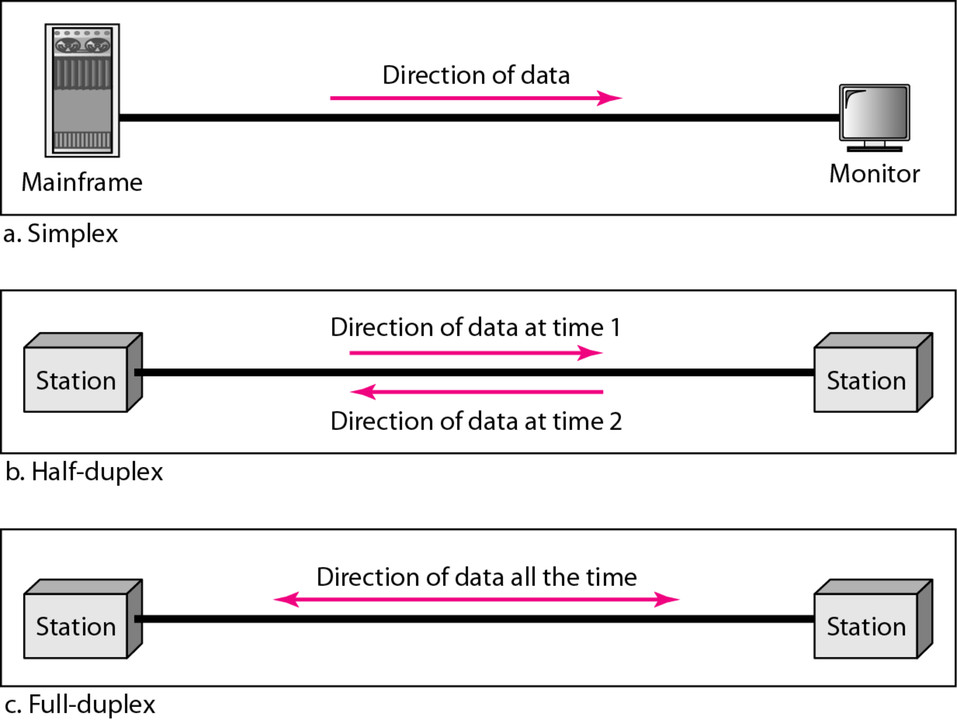 Direction of data
Mainframe
Monitor
a. Simplex
Direction of data at time 1
Station
Station
Direction of data at time 2
b. Half-duplex
Direction of data all the time
Station
Station
c. Full-duplex